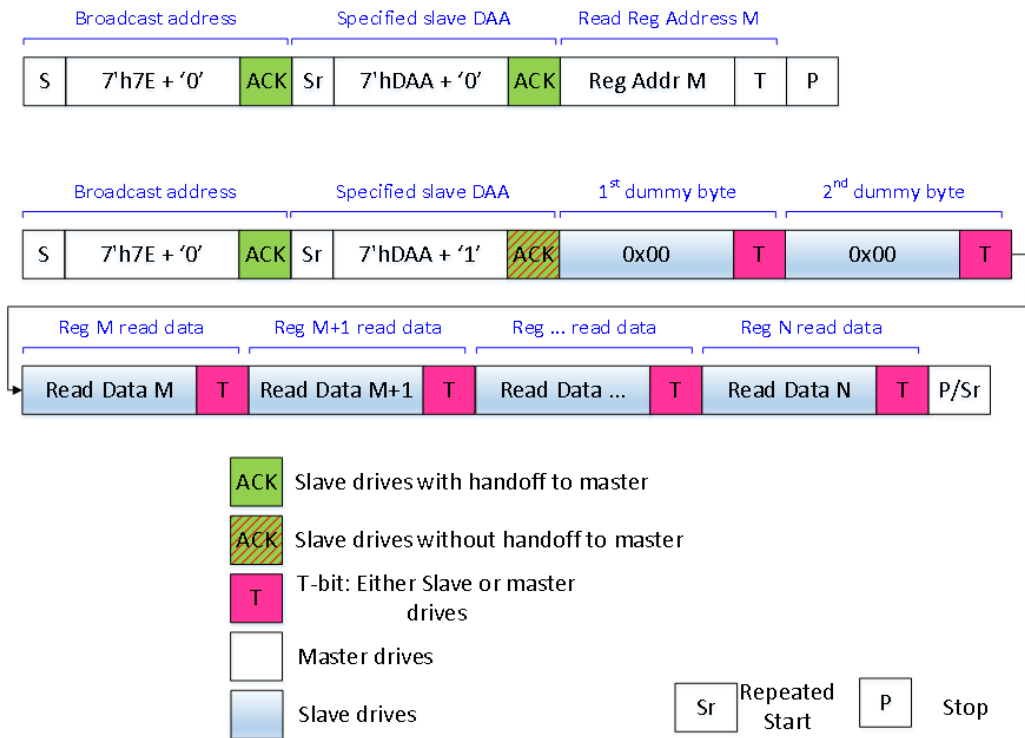 Broadcast address Specified slave DAA Read Reg Address M
S 7'h7E + ‘0’ ACK Sr 7'hDAA + ‘0’ ACK Reg Addr M T P
Broadcast address Specified slave DAA 1st dummy byte 2nd dummy byte
S 7'h7E + ‘0’ ACK Sr 7'hDAA + ‘1’ ACK 0x00 T 0x00 T
Reg M read data Reg M+1 read data Reg ... read data Reg N read data
Read Data M T Read Data M+1 T Read Data ... T Read Data N T P/Sr
ACK Slave drives with handoff to master
ACK Slave drives without handoff to master
T T-bit: Either Slave or master
drives
Master drives
Slave drives
Sr Repeated
Start
P Stop